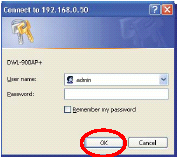 Connect to 192.168.0.50
DWL-900AP+
User name: admin
Password:
Remember my password
OK Cancel